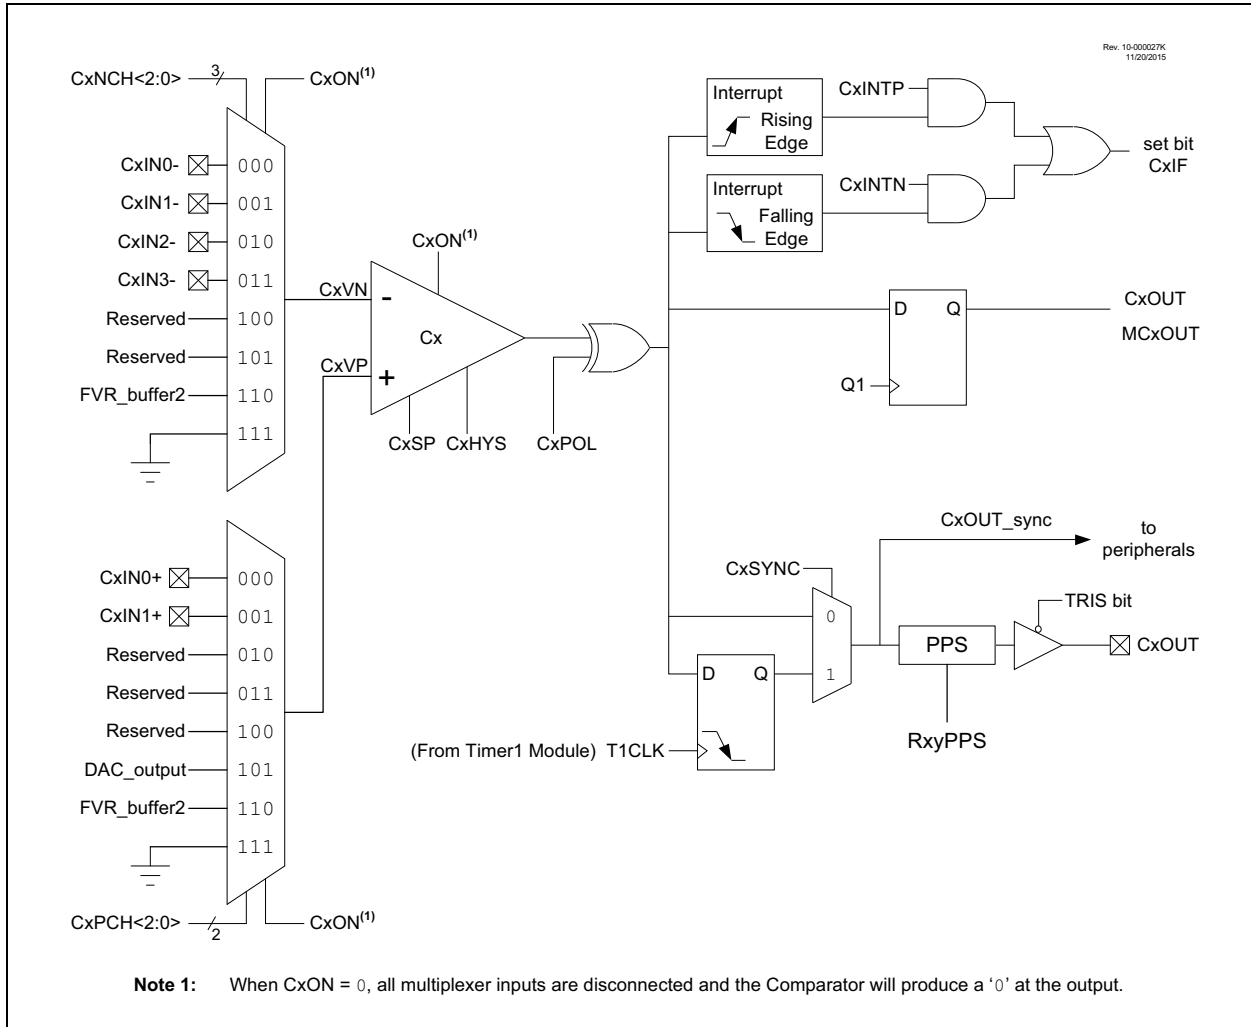 Rev. 10-000027K
11/20/2015
CxNCH<2:0>
3
CxON(1)
CxIN0-
000
CxIN1-
001
CxIN2-
010
CxIN3-
011
Reserved
100
Reserved
101
FVR_buffer2
110
111
CxVN
CxVP
CxON(1)
-
Cx
+
CxSP
CxHYS
CxPOL
Interrupt
Rising
Edge
CxINTP
Interrupt
Falling
Edge
CxINTN
set bit
CxIF
D
Q
Q1
CxOUT
MCxOUT
CxIN0+
000
CxIN1+
001
Reserved
010
Reserved
011
Reserved
100
DAC_output
101
FVR_buffer2
110
111
CxPCH<2:0>
2
CxON(1)
CxOUT_sync
to
peripherals
CxSYNC
0
1
D
Q
(From Timer1 Module) T1CLK
PPS
RxyPPS
TRIS bit
CxOUT
Note 1: When CxON = 0, all multiplexer inputs are disconnected and the Comparator will produce a ‘0’ at the output.